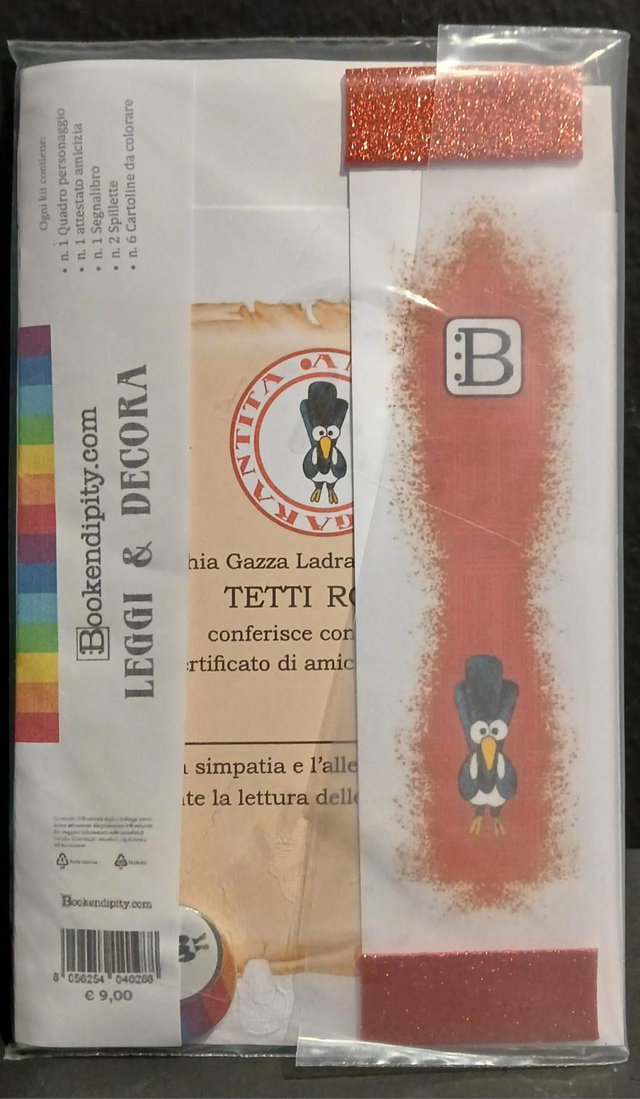 Ogni kit contiene:
• n. 1 Quadro personaggio
• n. 1 attestato amicizia
• n. 1 Segnalibro
• n. 2 Spillette
• n. 6 Cartoline da colorare
Bookendipity.com
LEGGI & DECORA
Bookendipity.com
8 056254 040260
€ 9,00
GARANTITA • A
hia Gazza Ladra
TETTI RO
conferisce con
rtificato di amic
simpatia e l'alle
te la lettura delle
B